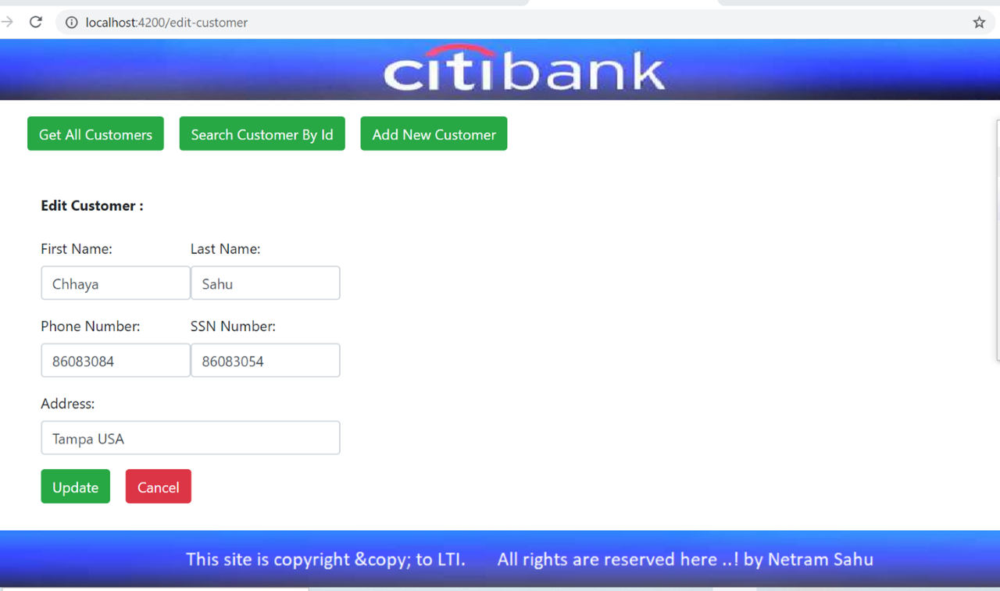 localhost:4200/edit-customer
citibank
Get All Customers Search Customer By Id Add New Customer
Edit Customer :
First Name: Last Name:
Chhaya Sahu
Phone Number: SSN Number:
86083084 86083054
Address:
Tampa USA
Update Cancel
This site is copyright &copy; to LTI. All rights are reserved here ..! by Netram Sahu